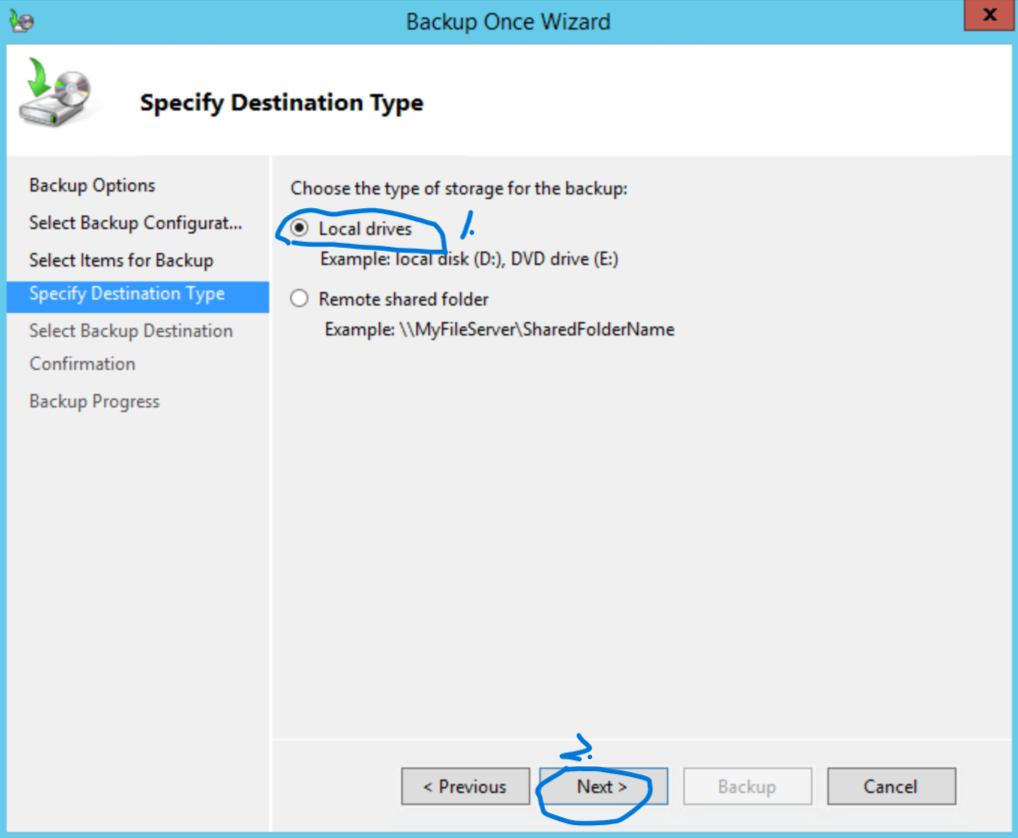 Backup Once Wizard
x
Specify Destination Type
Backup Options
Select Backup Configurat...
Select Items for Backup
Specify Destination Type
Select Backup Destination
Confirmation
Backup Progress
Choose the type of storage for the backup:
Local drives 1.
Example: local disk (D:), DVD drive (E:)
Remote shared folder
Example: \\MyFileServer\SharedFolderName
2.
< Previous Next > Backup Cancel